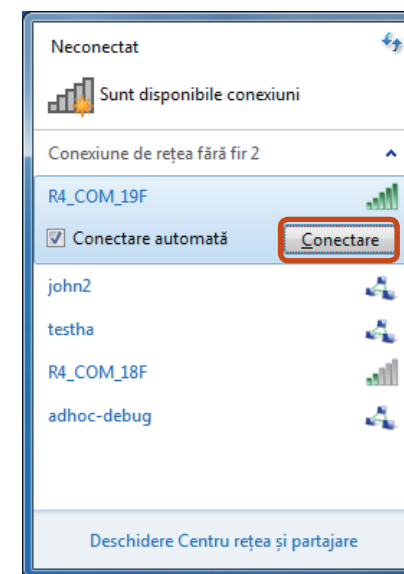 Neconectat
Sunt disponibile conexiuni
Conexiune de rețea fără fir 2
R4_COM_19F
Conectare automată Conectare
john2
testha
R4_COM_18F
adhoc-debug
Deschidere Centru rețea și partajare